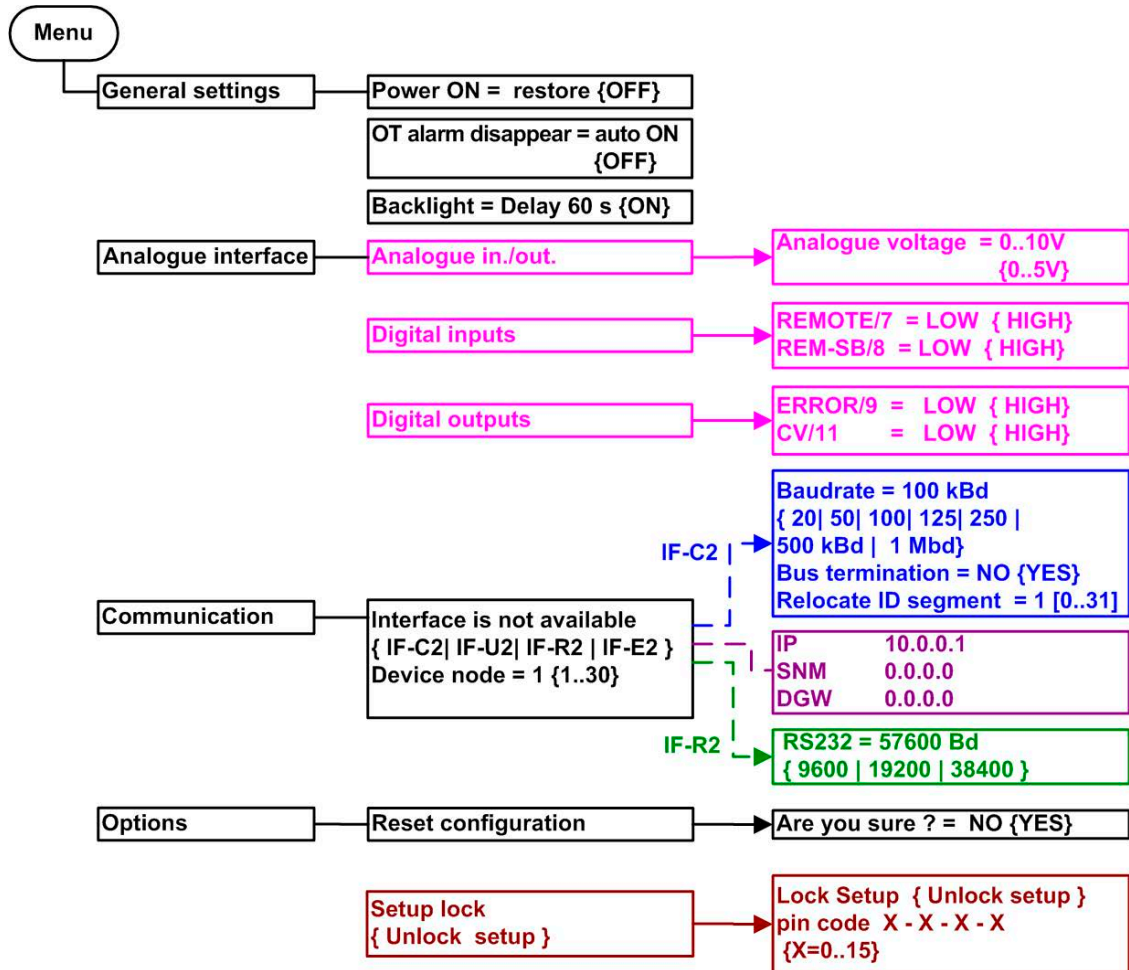 Menu
General settings
Power ON = restore {OFF}
OT alarm disappear = auto ON
{OFF}
Backlight = Delay 60 s {ON}
Analogue interface
Analogue in./out.
Analogue voltage = 0..10V
{0..5V}
Digital inputs
REMOTE/7 = LOW { HIGH}
REM-SB/8 = LOW { HIGH}
Digital outputs
ERROR/9 = LOW { HIGH}
CV/11 = LOW { HIGH}
Communication
Interface is not available
{ IF-C2| IF-U2| IF-R2 | IF-E2 }
Device node = 1 {1..30}
IF-C2
Baudrate = 100 kBd
{ 20| 50| 100| 125| 250 |
500 kBd | 1 Mbd}
Bus termination = NO {YES}
Relocate ID segment = 1 [0..31]
IP 10.0.0.1
SNM 0.0.0.0
DGW 0.0.0.0
IF-R2
RS232 = 57600 Bd
{ 9600 | 19200 | 38400 }
Options
Reset configuration
Are you sure ? = NO {YES}
Setup lock
{ Unlock setup }
Lock Setup { Unlock setup }
pin code X - X - X - X
{X=0..15}